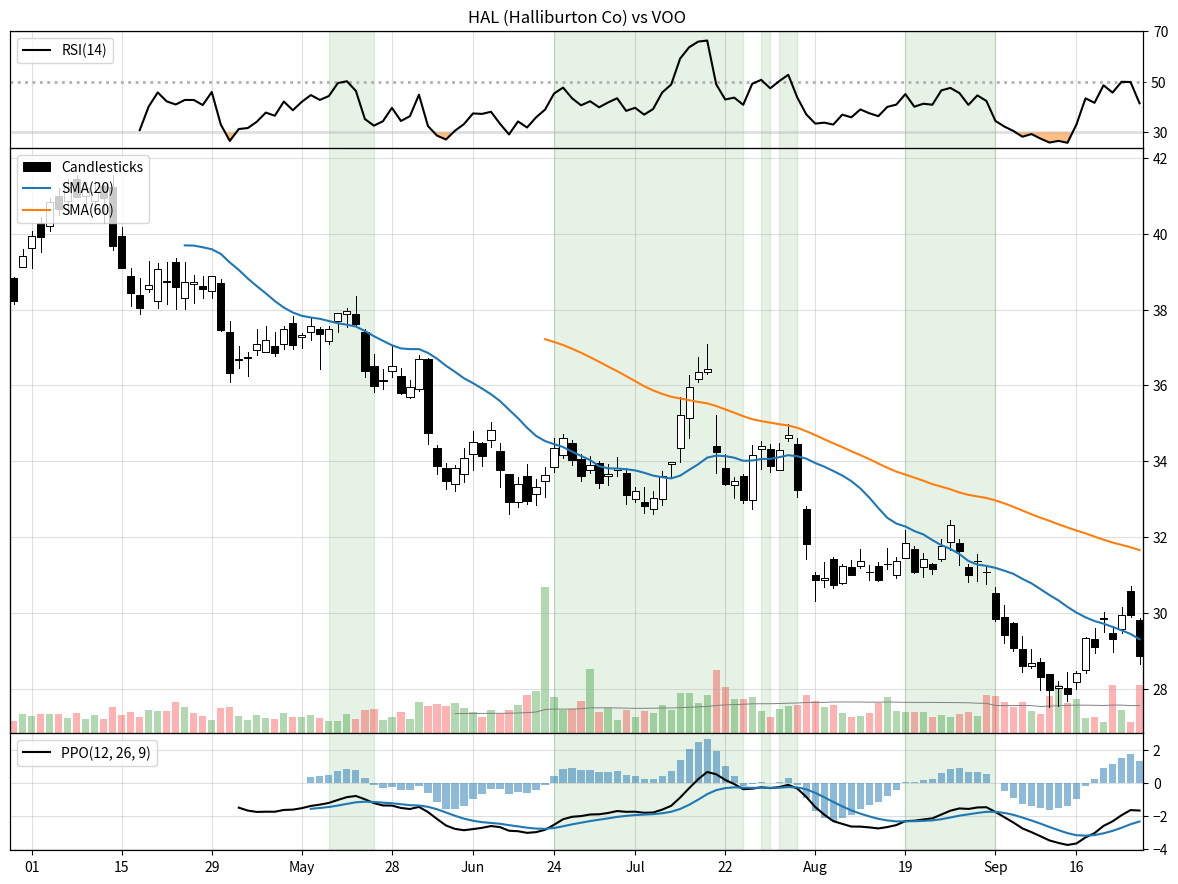 HAL (Halliburton Co) vs VOO
RSI(14)
70
50
30
Candlesticks
SMA(20)
SMA(60)
42
40
38
36
34
32
30
28
PPO(12, 26, 9)
2
0
−2
−4
01 15 29 May 28 Jun 24 Jul 22 Aug 19 Sep 16